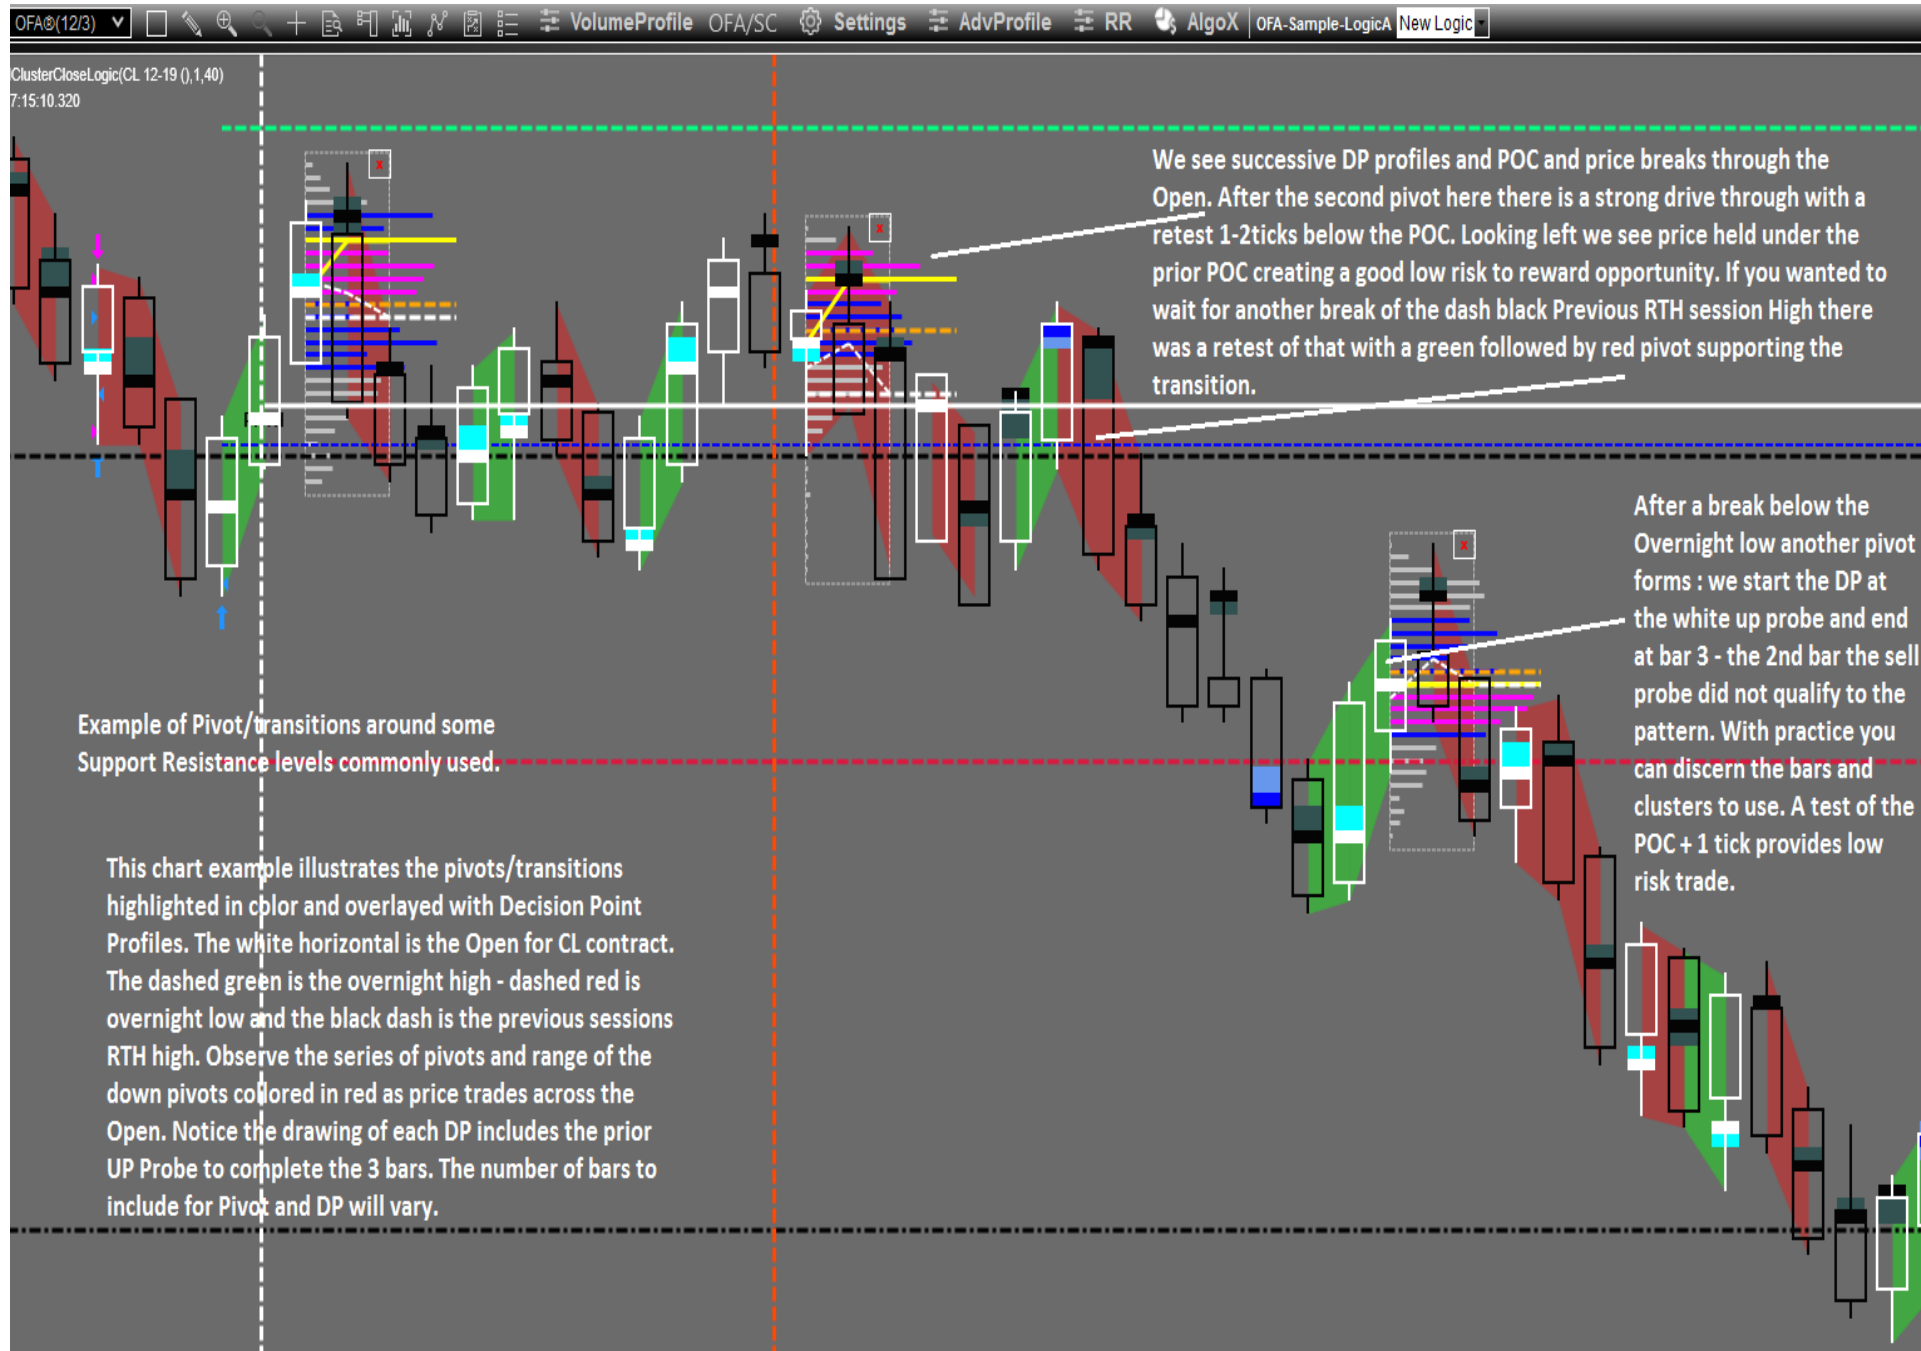 OFA®(12/3)
VolumeProfile
OFA/SC
Settings
AdvProfile
RR
AlgoX
OFA-Sample-LogicA
New Logic
ClusterCloseLogic(CL 12-19 (),1,40)
7:15:10.320
x
x
We see successive DP profiles and POC and price breaks through the
Open. After the second pivot here there is a strong drive through with a
retest 1-2ticks below the POC. Looking left we see price held under the
prior POC creating a good low risk to reward opportunity. If you wanted to
wait for another break of the dash black Previous RTH session High there
was a retest of that with a green followed by red pivot supporting the
transition.
x
After a break below the
Overnight low another pivot
forms : we start the DP at
the white up probe and end
at bar 3 - the 2nd bar the sell
probe did not qualify to the
pattern. With practice you
can discern the bars and
clusters to use. A test of the
POC + 1 tick provides low
risk trade.
Example of Pivot/transitions around some
Support Resistance levels commonly used.
This chart example illustrates the pivots/transitions
highlighted in color and overlayed with Decision Point
Profiles. The white horizontal is the Open for CL contract.
The dashed green is the overnight high - dashed red is
overnight low and the black dash is the previous sessions
RTH high. Observe the series of pivots and range of the
down pivots collored in red as price trades across the
Open. Notice the drawing of each DP includes the prior
UP Probe to complete the 3 bars. The number of bars to
include for Pivot and DP will vary.